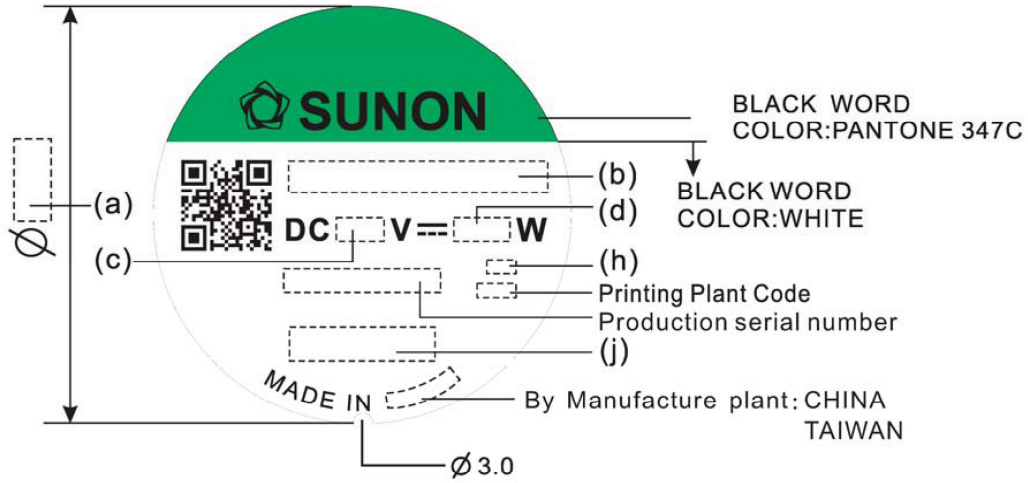 SUNON
BLACK WORD
COLOR:PANTONE 347C
(a)
Ø
(b)
BLACK WORD
COLOR:WHITE
DC V W
(d)
(c)
(h)
Printing Plant Code
Production serial number
(j)
MADE IN
By Manufacture plant: CHINA
TAIWAN
Ø 3.0